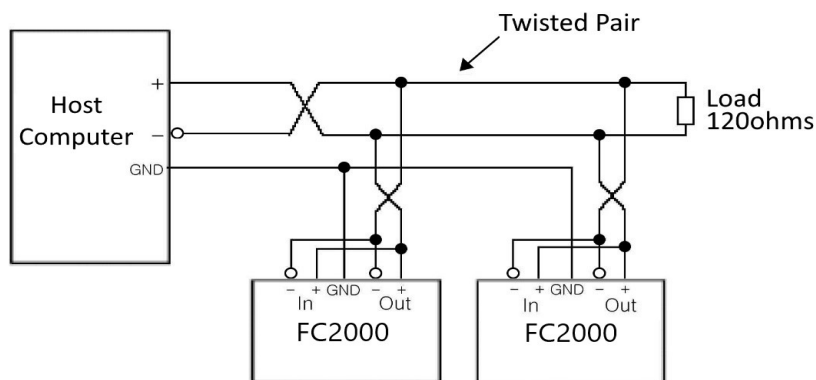 Twisted Pair
+
Host
Computer
−
GND
Load
120ohms
− + GND − +
In Out
FC2000
− + GND − +
In Out
FC2000